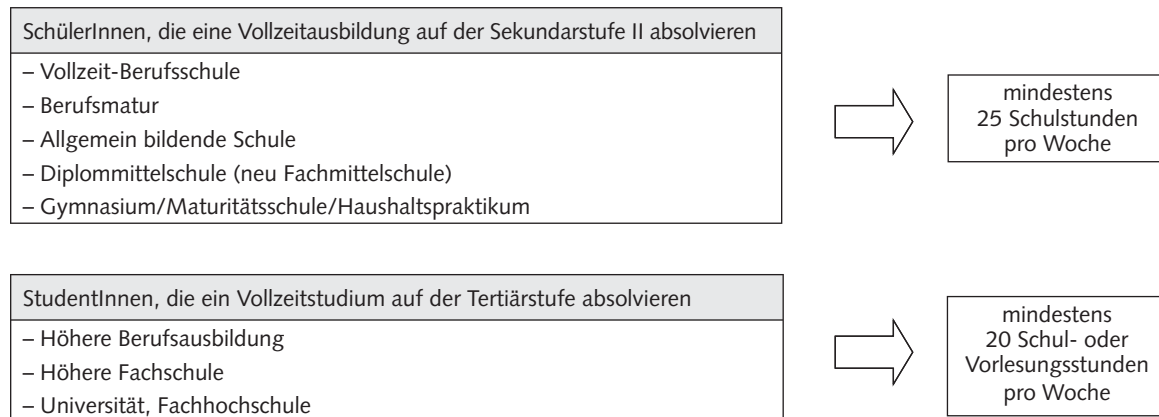 SchülerInnen, die eine Vollzeitausbildung auf der Sekundarstufe II absolvieren
– Vollzeit-Berufsschule
– Berufsmatur
– Allgemein bildende Schule
– Diplommittelschule (neu Fachmittelschule)
– Gymnasium/Maturitätsschule/Haushaltspraktikum
mindestens
25 Schulstunden
pro Woche
StudentInnen, die ein Vollzeitstudium auf der Tertiärstufe absolvieren
– Höhere Berufsausbildung
– Höhere Fachschule
– Universität, Fachhochschule
mindestens
20 Schul- oder
Vorlesungsstunden
pro Woche